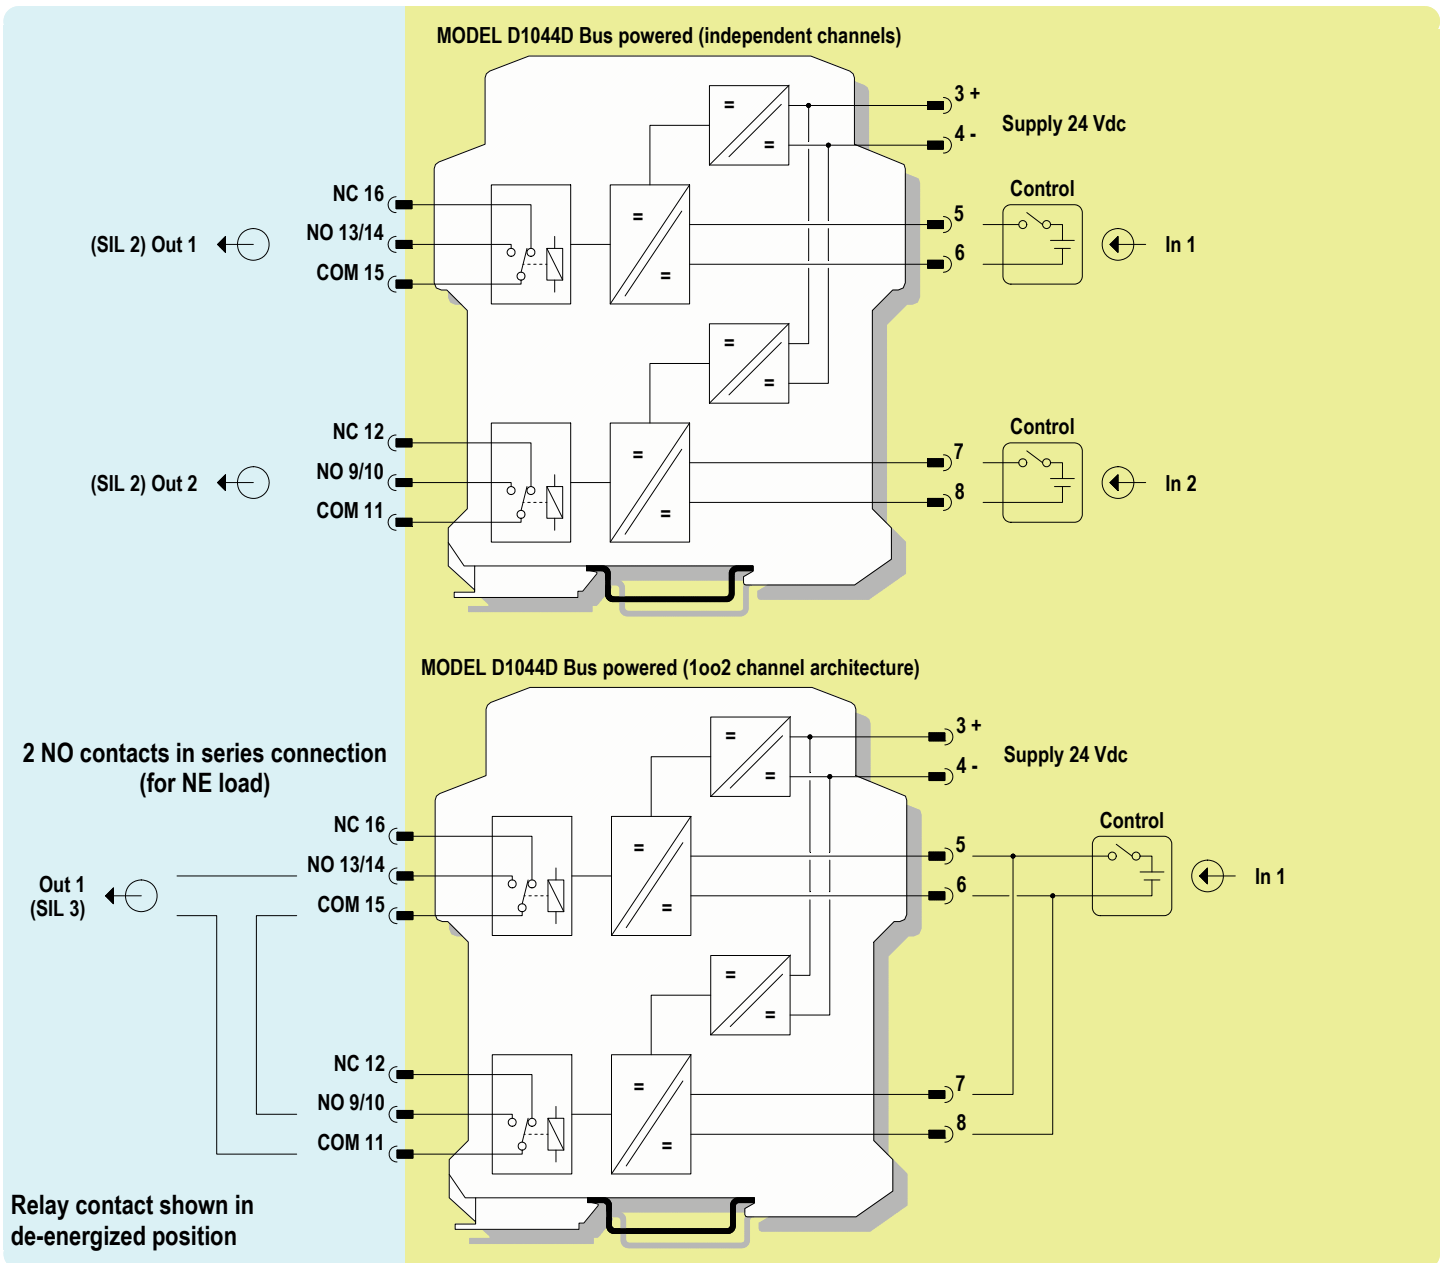 MODEL D1044D Bus powered (independent channels)
=
=
3 +
4 -
Supply 24 Vdc
NC 16
NO 13/14
COM 15
(SIL 2) Out 1
=
=
5
6
Control
In 1
=
=
NC 12
NO 9/10
COM 11
(SIL 2) Out 2
=
=
7
8
Control
In 2
MODEL D1044D Bus powered (1oo2 channel architecture)
2 NO contacts in series connection
(for NE load)
=
=
3 +
4 -
Supply 24 Vdc
NC 16
NO 13/14
COM 15
Out 1
(SIL 3)
=
=
5
6
Control
In 1
=
=
NC 12
NO 9/10
COM 11
=
=
7
8
Relay contact shown in
de-energized position